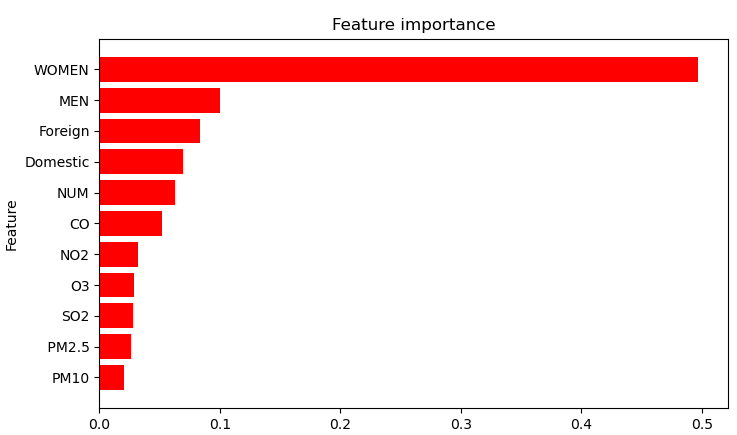 Feature importance
WOMEN
MEN
Foreign
Domestic
NUM
CO
NO2
O3
SO2
PM2.5
PM10
Feature
0.0 0.1 0.2 0.3 0.4 0.5